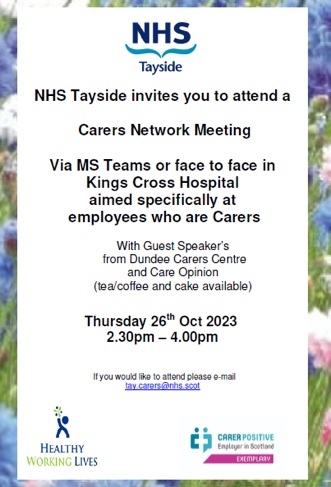 NHS
Tayside
NHS Tayside invites you to attend a
Carers Network Meeting
Via MS Teams or face to face in
Kings Cross Hospital
aimed specifically at
employees who are Carers
With Guest Speaker's
from Dundee Carers Centre
and Care Opinion
(tea/coffee and cake available)
Thursday 26th Oct 2023
2.30pm – 4.00pm
If you would like to attend please e-mail
tay.carers@nhs.scot
HEALTHY
WORKING LIVES
CARER POSITIVE
Employer in Scotland
EXEMPLARY